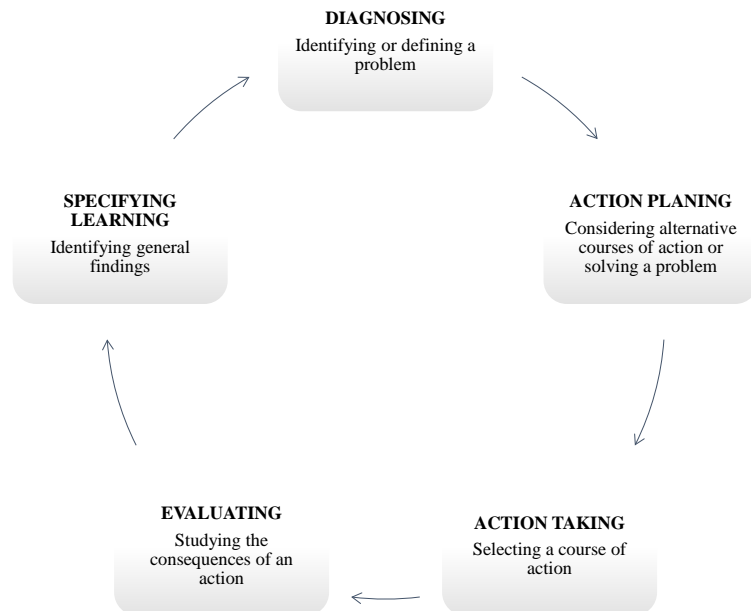 DIAGNOSING
Identifying or defining a
problem
ACTION PLANING
Considering alternative
courses of action or
solving a problem
ACTION TAKING
Selecting a course of
action
EVALUATING
Studying the
consequences of an
action
SPECIFYING
LEARNING
Identifying general
findings